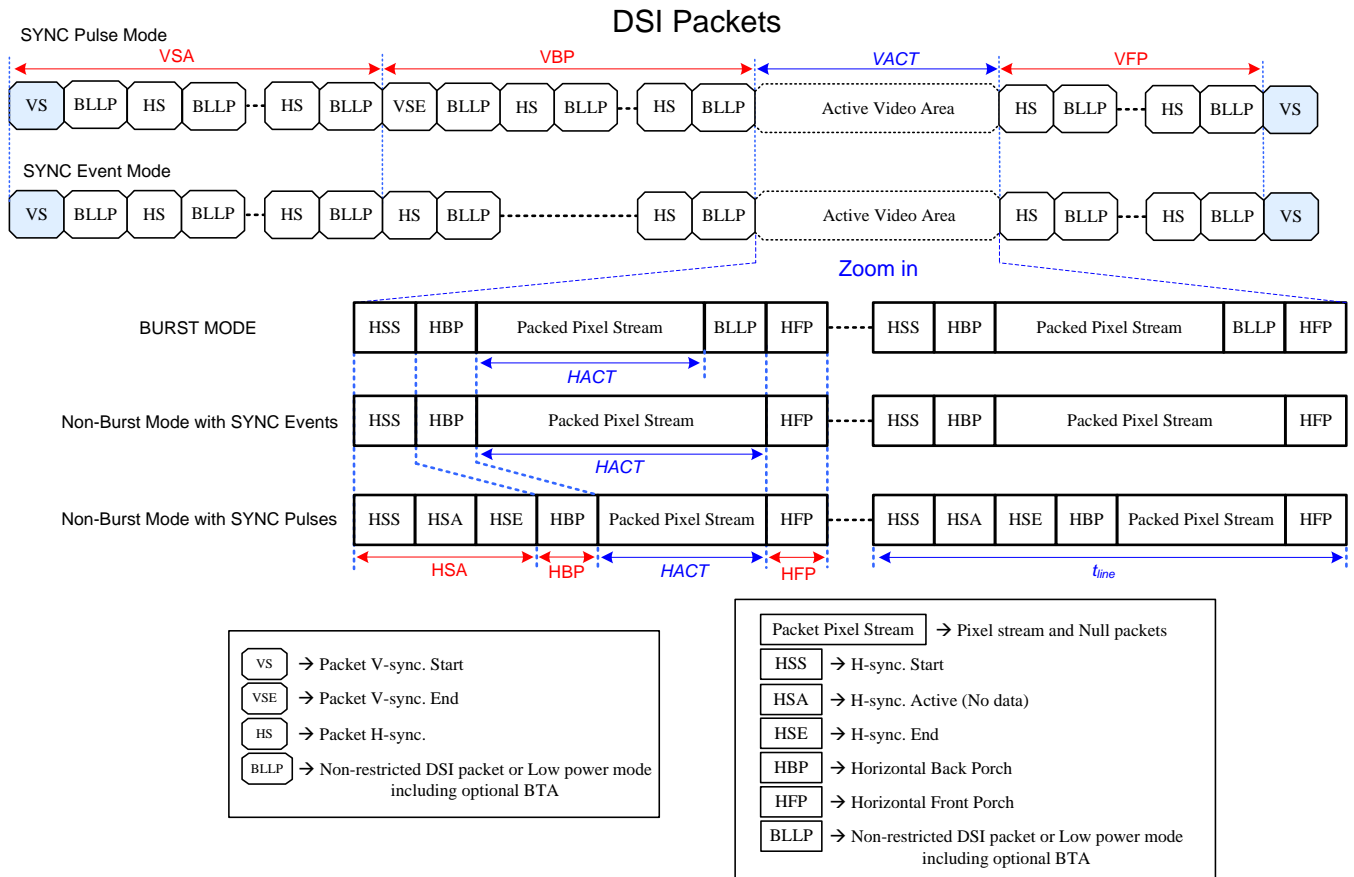 DSI Packets
SYNC Pulse Mode
VSA VBP VACT VFP
VS BLLP HS BLLP HS BLLP VSE BLLP HS BLLP HS BLLP Active Video Area HS BLLP HS BLLP VS
SYNC Event Mode
VS BLLP HS BLLP HS BLLP HS BLLP HS BLLP Active Video Area HS BLLP HS BLLP VS
Zoom in
BURST MODE HSS HBP Packed Pixel Stream BLLP HFP HSS HBP Packed Pixel Stream BLLP HFP
HACT
Non-Burst Mode with SYNC Events HSS HBP Packed Pixel Stream HFP HSS HBP Packed Pixel Stream HFP
HACT
Non-Burst Mode with SYNC Pulses HSS HSA HSE HBP Packed Pixel Stream HFP HSS HSA HSE HBP Packed Pixel Stream HFP
HSA HBP HACT HFP tline
VS → Packet V-sync. Start
VSE → Packet V-sync. End
HS → Packet H-sync.
BLLP → Non-restricted DSI packet or Low power mode
including optional BTA
Packet Pixel Stream → Pixel stream and Null packets
HSS → H-sync. Start
HSA → H-sync. Active (No data)
HSE → H-sync. End
HBP → Horizontal Back Porch
HFP → Horizontal Front Porch
BLLP → Non-restricted DSI packet or Low power mode
including optional BTA